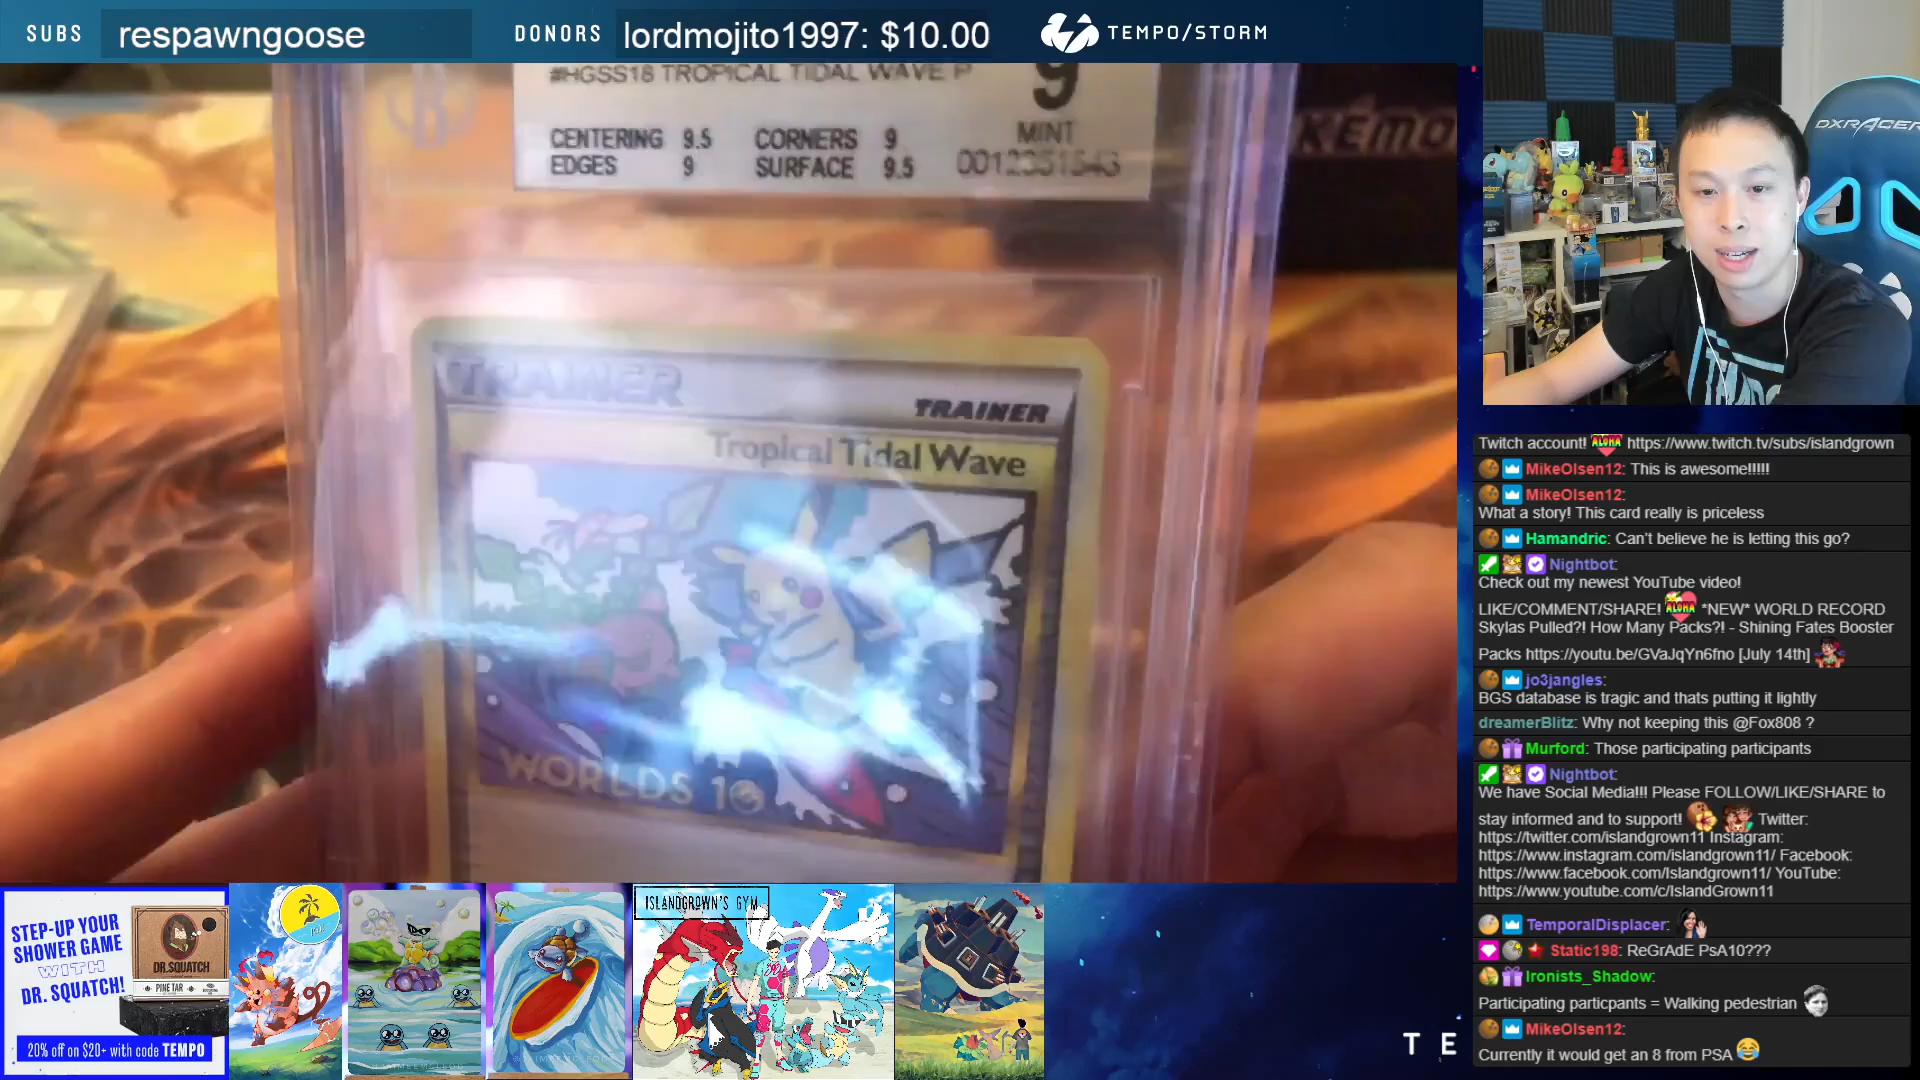 SUBS respawngoose DONORS lordmojito1997: $10.00 TEMPO/STORM
#HGSS18 TROPICAL TIDAL WAVE P
9
MINT
CENTERING 9.5 CORNERS 9
EDGES 9 SURFACE 9.5 0012351543
KÉMO
TRAINER
TRAINER
Tropical Tidal Wave
WORLDS 10
DXRACER
Twitch account! ALOHA https://www.twitch.tv/subs/islandgrown
MikeOlsen12: This is awesome!!!!!
MikeOlsen12:
What a story! This card really is priceless
Hamandric: Can't believe he is letting this go?
Nightbot:
Check out my newest YouTube video!
LIKE/COMMENT/SHARE! ALOHA *NEW* WORLD RECORD
Skylas Pulled?! How Many Packs?! - Shining Fates Booster
Packs https://youtu.be/GVaJqYn6fno [July 14th]
jo3jangles:
BGS database is tragic and thats putting it lightly
dreamerBlitz: Why not keeping this @Fox808 ?
Murford: Those participating participants
Nightbot:
We have Social Media!!! Please FOLLOW/LIKE/SHARE to
stay informed and to support! Twitter:
https://twitter.com/islandgrown11 Instagram:
https://www.instagram.com/islandgrown11/ Facebook:
https://www.facebook.com/Islandgrown11/ YouTube:
https://www.youtube.com/c/IslandGrown11
TemporalDisplacer:
Static198: ReGrAdE PsA10???
Ironists_Shadow:
Participating particpants = Walking pedestrian
MikeOlsen12:
Currently it would get an 8 from PSA
STEP-UP YOUR
SHOWER GAME
WITH
DR. SQUATCH!
DR. SQUATCH
PINE TAR
20% off on $20+ with code TEMPO
ISLANDGROWN'S GYM
T E